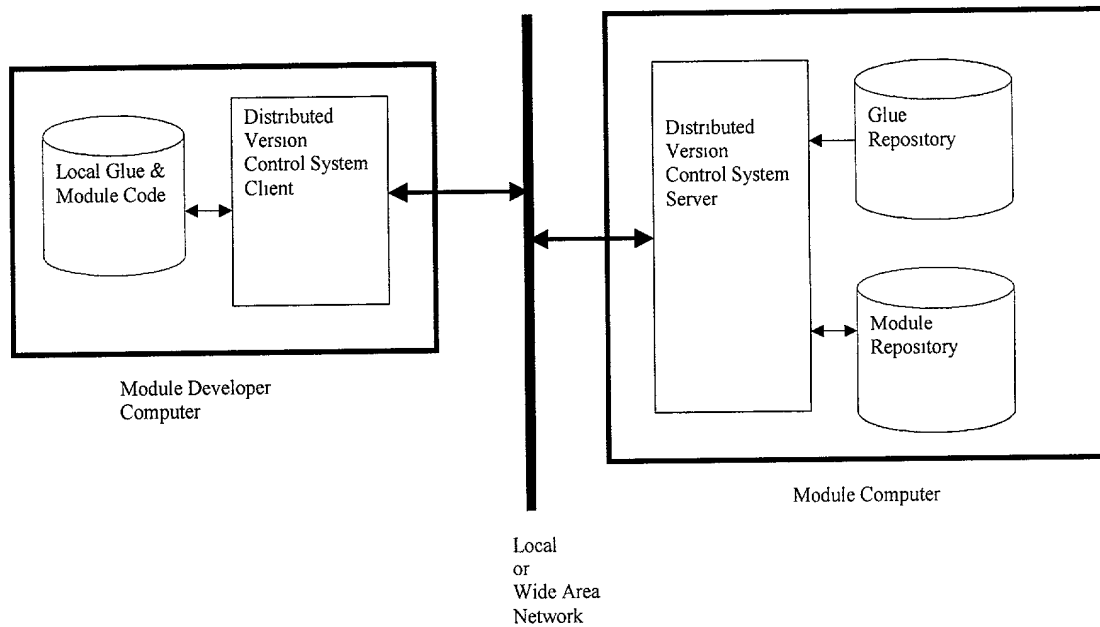 Local Glue &
Module Code
Distributed
Version
Control System
Client
Module Developer
Computer
Local
or
Wide Area
Network
Distributed
Version
Control System
Server
Glue
Repository
Module
Repository
Module Computer